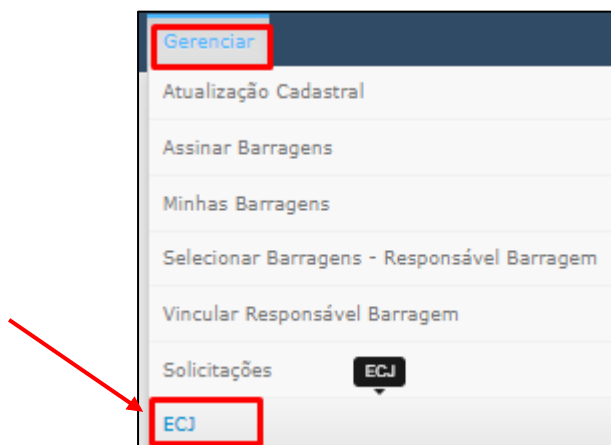 Gerenciar
Atualização Cadastral
Assinar Barragens
Minhas Barragens
Selecionar Barragens - Responsável Barragem
Vincular Responsável Barragem
Solicitações
ECJ
ECJ